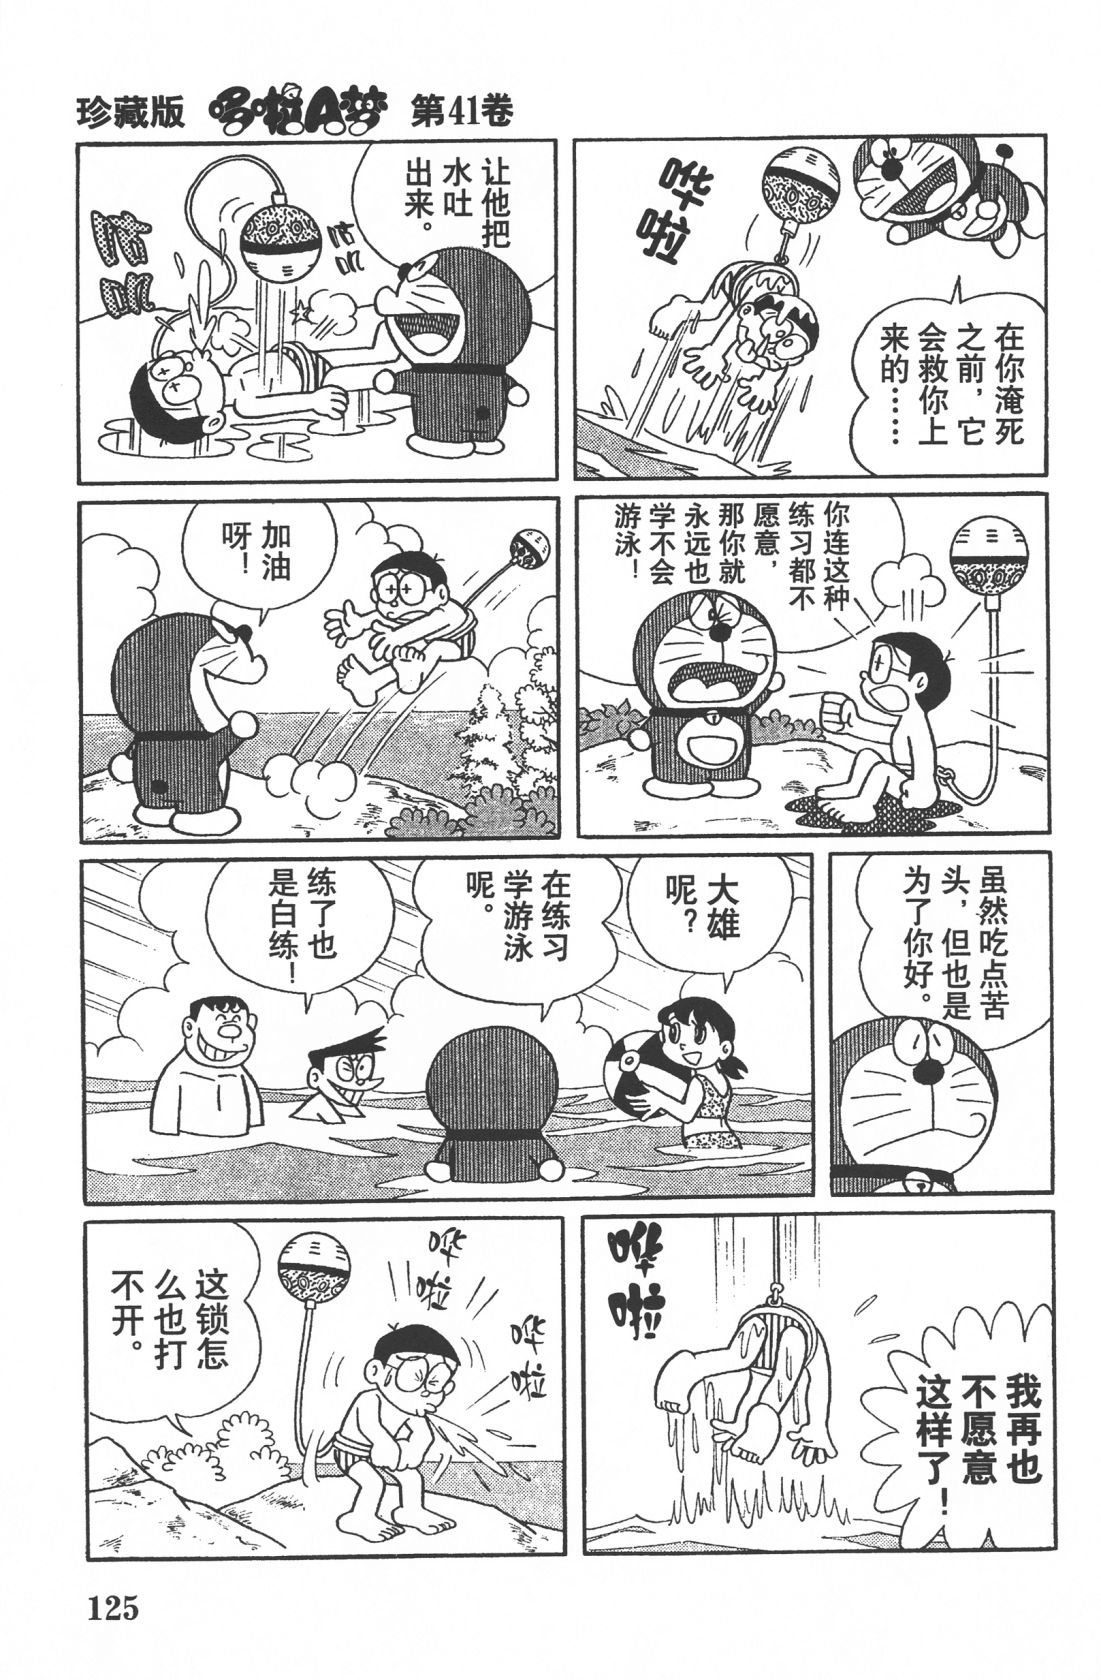 珍藏版 哆啦A梦 第41卷
哗啦
在你淹死
之前，它
会救你上
来的……
让他把
水吐
出来。
咕叽
咕叽
你连这种
练习都不
愿意，
那你就
永远也
学不会
游泳！
加油
呀！
虽然吃点苦
头，但也是
为了你好。
大雄
呢？
在练习
学游泳
呢。
练了也
是白练！
哗啦
我再也
不愿意
这样了！
哗啦
哗啦
这锁怎
么也打
不开。
125